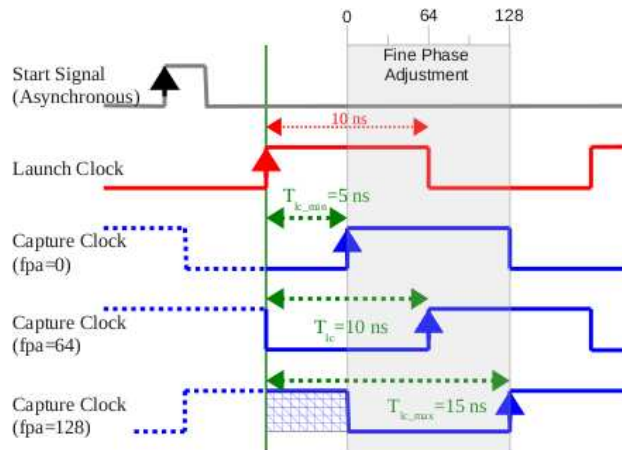 0 64 128
Fine Phase
Adjustment
Start Signal
(Asynchronous)
10 ns
Launch Clock
T_lc_min=5 ns
Capture Clock
(fpa=0)
Capture Clock
(fpa=64)
T_lc=10 ns
Capture Clock
(fpa=128)
T_lc_max=15 ns